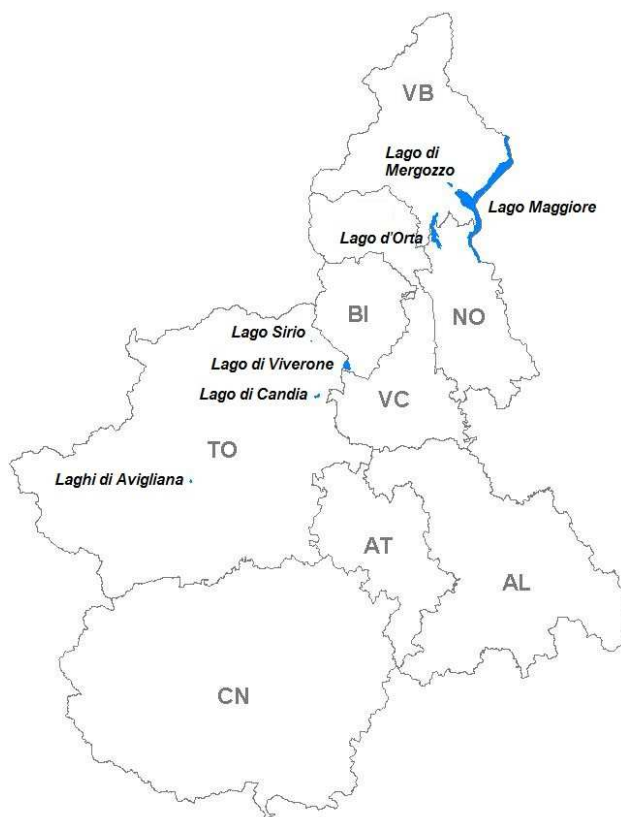 VB
Lago di
Mergozzo
Lago Maggiore
Lago d'Orta
BI
NO
Lago Sirio
Lago di Viverone
Lago di Candia
VC
TO
Laghi di Avigliana
AT
AL
CN